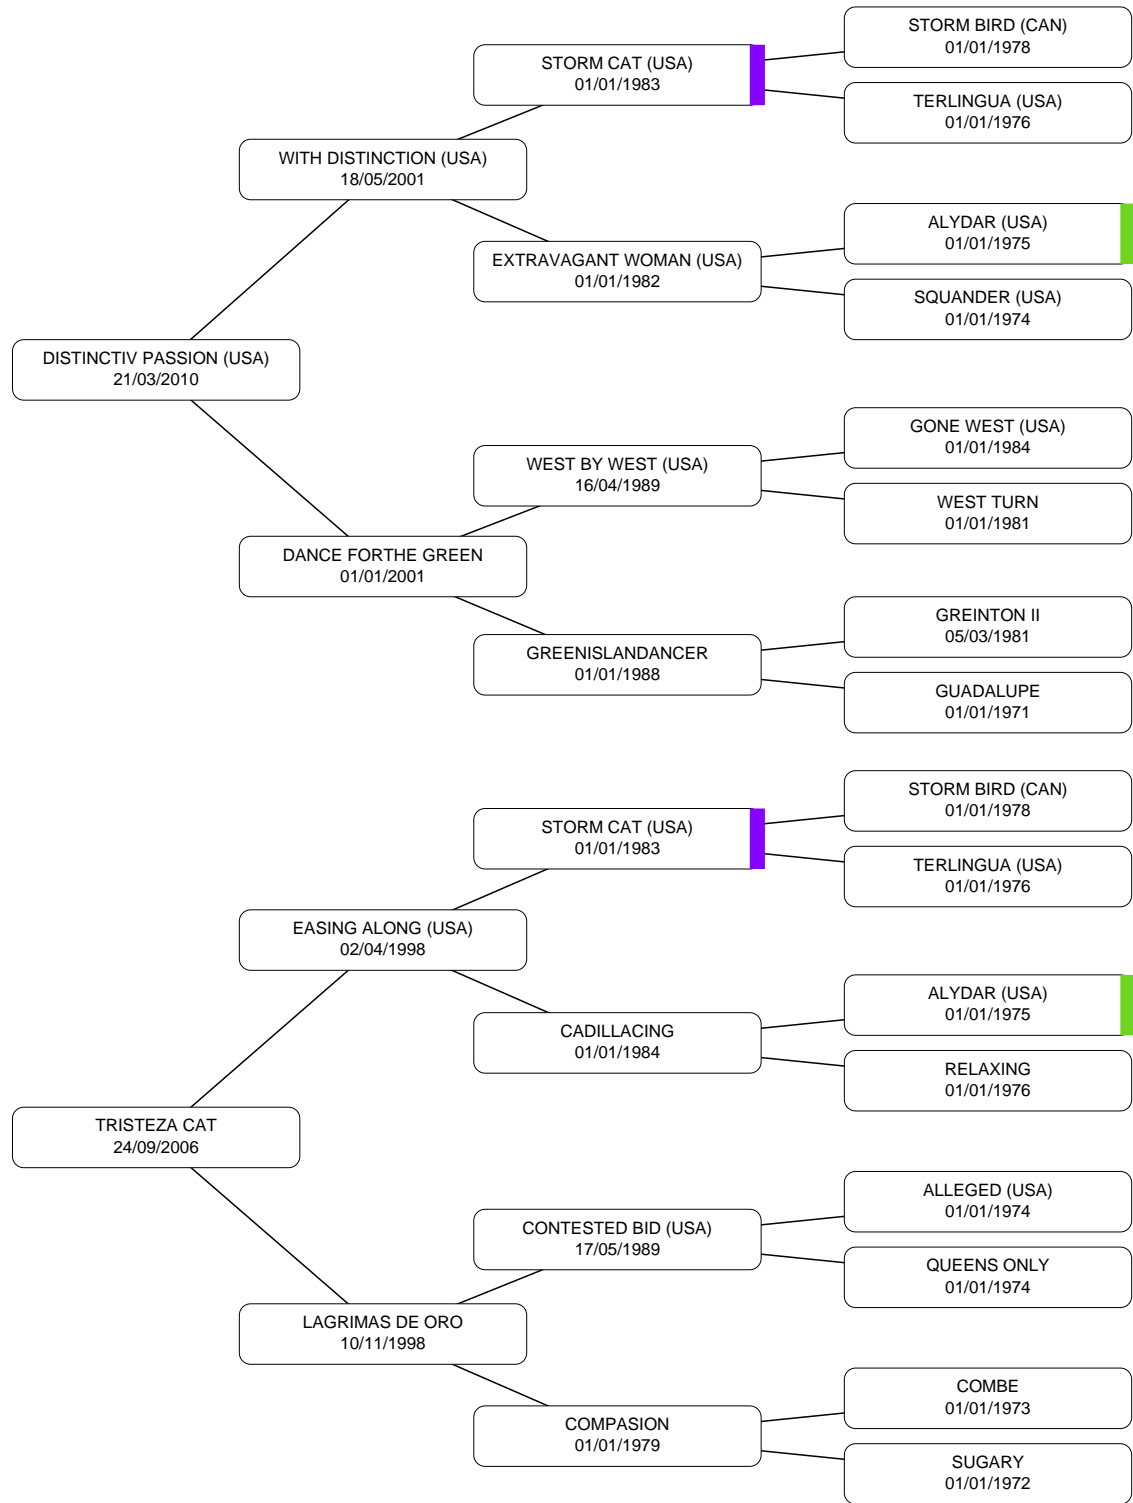 STORM BIRD (CAN)
01/01/1978
STORM CAT (USA)
01/01/1983
TERLINGUA (USA)
01/01/1976
WITH DISTINCTION (USA)
18/05/2001
ALYDAR (USA)
01/01/1975
EXTRAVAGANT WOMAN (USA)
01/01/1982
SQUANDER (USA)
01/01/1974
DISTINCTIV PASSION (USA)
21/03/2010
GONE WEST (USA)
01/01/1984
WEST BY WEST (USA)
16/04/1989
WEST TURN
01/01/1981
DANCE FORTHE GREEN
01/01/2001
GREINTON II
05/03/1981
GREENISLANDANCER
01/01/1988
GUADALUPE
01/01/1971
STORM BIRD (CAN)
01/01/1978
STORM CAT (USA)
01/01/1983
TERLINGUA (USA)
01/01/1976
EASING ALONG (USA)
02/04/1998
ALYDAR (USA)
01/01/1975
CADILLACING
01/01/1984
RELAXING
01/01/1976
TRISTEZA CAT
24/09/2006
ALLEGED (USA)
01/01/1974
CONTESTED BID (USA)
17/05/1989
QUEENS ONLY
01/01/1974
LAGRIMAS DE ORO
10/11/1998
COMBE
01/01/1973
COMPASION
01/01/1979
SUGARY
01/01/1972